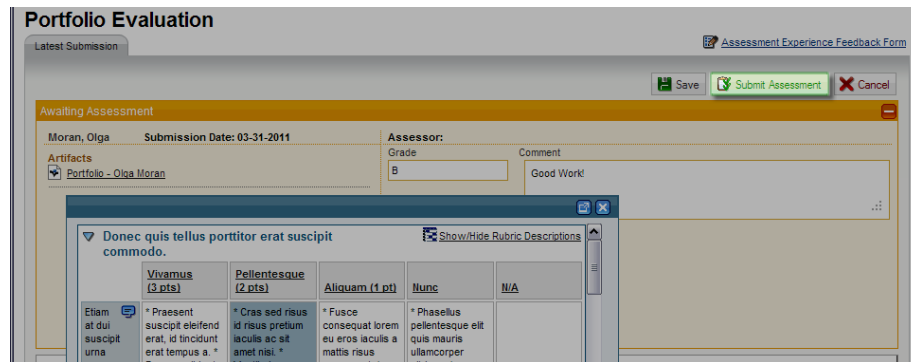 Portfolio Evaluation
Latest Submission
Assessment Experience Feedback Form
Save Submit Assessment Cancel
Awaiting Assessment
Moran, Olga Submission Date: 03-31-2011 Assessor:
Artifacts
Portfolio - Olga Moran
Grade Comment
B Good Work!
Donec quis tellus porttitor erat suscipit
commodo.
Show/Hide Rubric Descriptions
Vivamus
(3 pts)
Pellentesque
(2 pts)
Aliquam (1 pt)
Nunc
N/A
Etiam
at dui
suscipit
urna
* Praesent
suscipit eleifend
erat, id tincidunt
erat tempus a. *
* Cras sed risus
id risus pretium
iaculis ac sit
amet nisi. *
* Fusce
consequat lorem
eu eros iaculis a
mattis risus
* Phasellus
pellentesque elit
quis mauris
ullamcorper